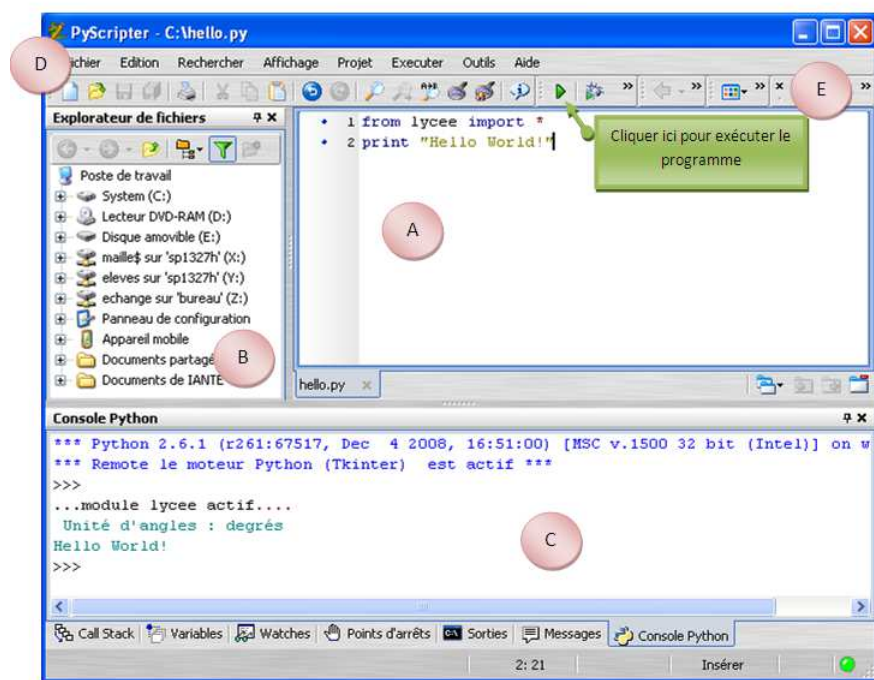 PyScripter - C:\hello.py
D
Fichier Edition Rechercher Affichage Projet Executer Outils Aide
E
Explorateur de fichiers
Poste de travail
System (C:)
Lecteur DVD-RAM (D:)
Disque amovible (E:)
maille$ sur 'sp1327h' (X:)
eleves sur 'sp1327h' (Y:)
echange sur 'bureau' (Z:)
Panneau de configuration
Appareil mobile
Documents partagé
Documents de IANTE
B
1 from lycee import *
2 print "Hello World!"
Cliquer ici pour exécuter le
programme
A
hello.py
Console Python
*** Python 2.6.1 (r261:67517, Dec 4 2008, 16:51:00) [MSC v.1500 32 bit (Intel)] on w
*** Remote le moteur Python (Tkinter) est actif ***
>>>
...module lycee actif....
Unité d'angles : degrés
Hello World!
>>>
C
Call Stack Variables Watches Points d'arrêts Sorties Messages Console Python
2: 21 Insérer